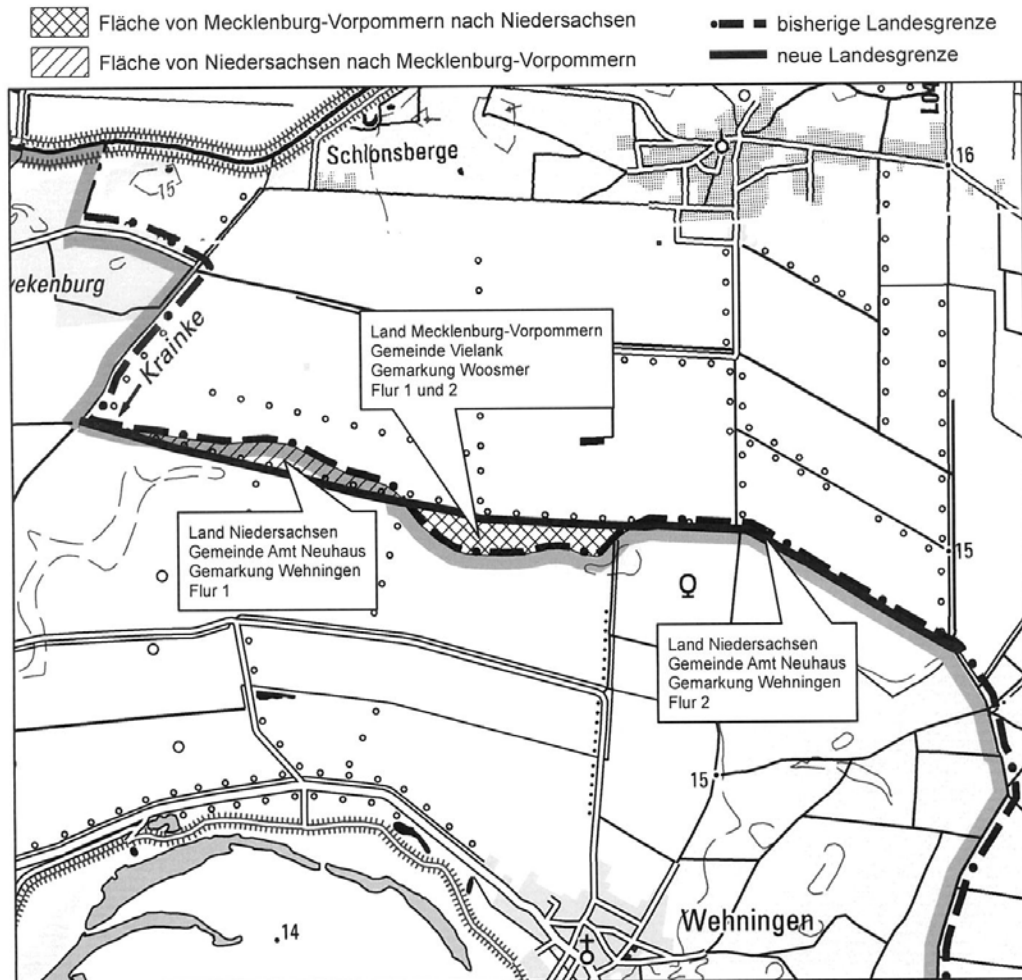 Fläche von Mecklenburg-Vorpommern nach Niedersachsen
bisherige Landesgrenze
Fläche von Niedersachsen nach Mecklenburg-Vorpommern
neue Landesgrenze
Schlonsberge
16
15
ekenburg
Krainke
Land Mecklenburg-Vorpommern
Gemeinde Vielank
Gemarkung Woosmer
Flur 1 und 2
Land Niedersachsen
Gemeinde Amt Neuhaus
Gemarkung Wehningen
Flur 1
15
Land Niedersachsen
Gemeinde Amt Neuhaus
Gemarkung Wehningen
Flur 2
15
Wehningen
14